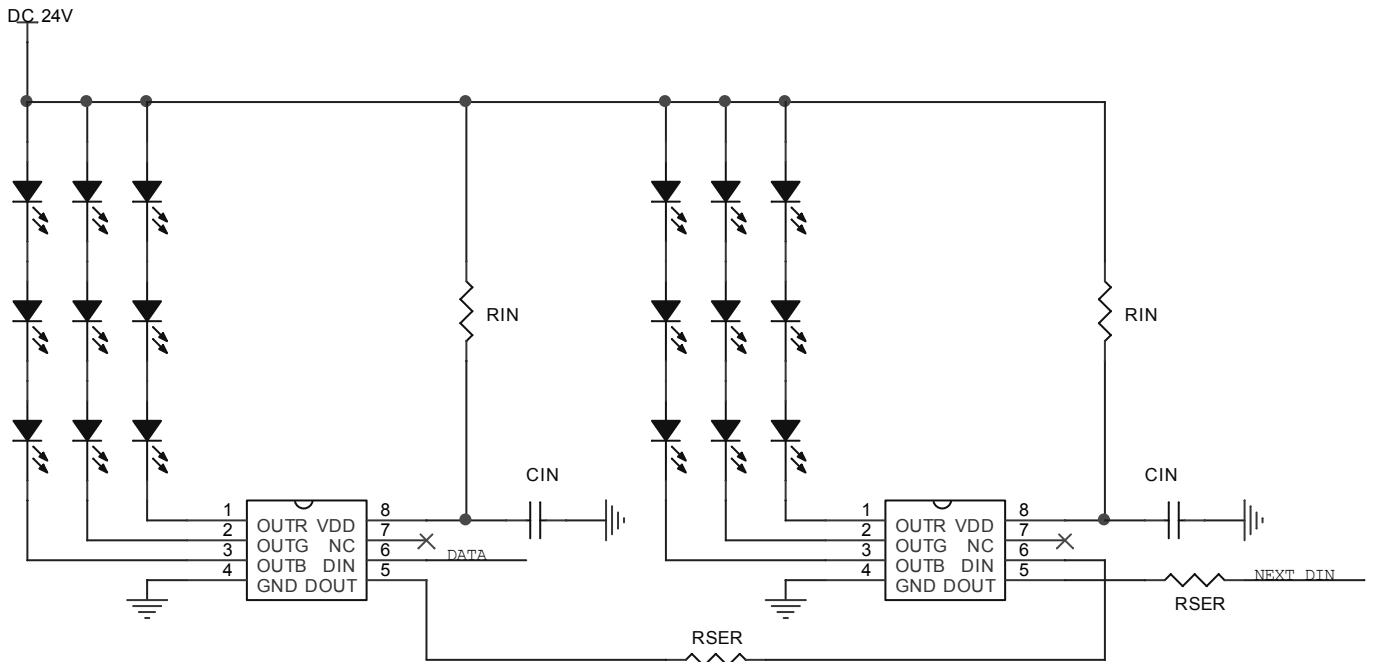 DC 24V
RIN
RIN
CIN
CIN
1
2
3
4
OUTR VDD
OUTG NC
OUTB DIN
GND DOUT
8
7
6
5
DATA
1
2
3
4
OUTR VDD
OUTG NC
OUTB DIN
GND DOUT
8
7
6
5
NEXT DIN
RSER
RSER